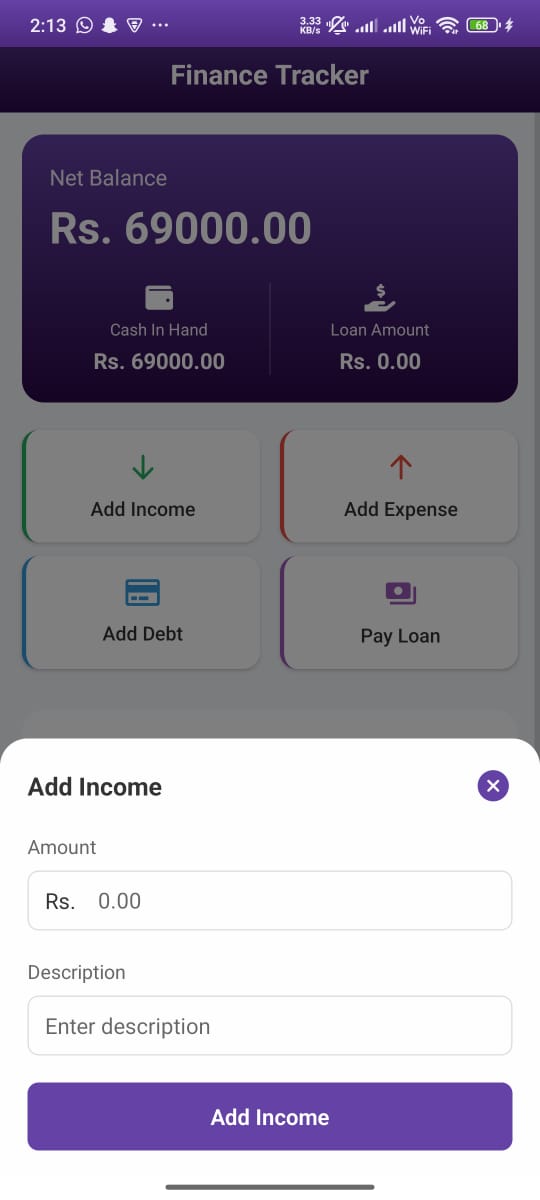 2:13 ... 3.33 KB/s Vo WiFi 68
Finance Tracker
Net Balance
Rs. 69000.00
Cash In Hand Loan Amount
Rs. 69000.00 Rs. 0.00
Add Income Add Expense
Add Debt Pay Loan
Add Income
Amount
Rs. 0.00
Description
Enter description
Add Income